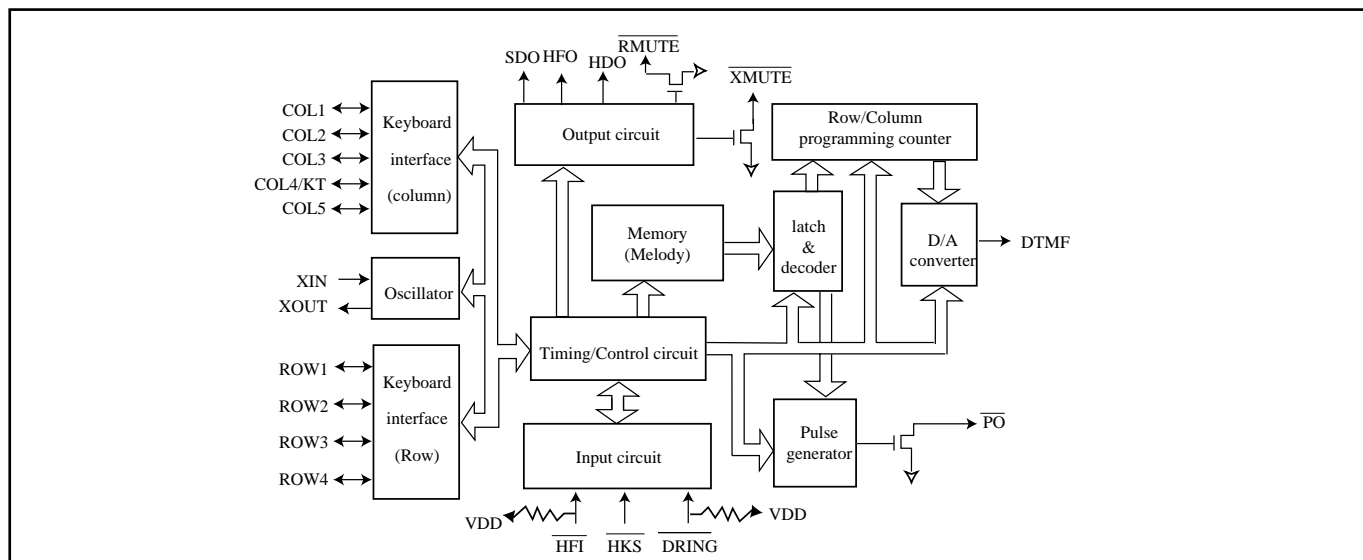 SDO
HFO
HDO
RMUTE
XMUTE
COL1
COL2
COL3
COL4/KT
COL5
Keyboard
interface
(column)
Output circuit
Row/Column
programming counter
Memory
(Melody)
latch
&
decoder
D/A
converter
DTMF
XIN
XOUT
Oscillator
Timing/Control circuit
ROW1
ROW2
ROW3
ROW4
Keyboard
interface
(Row)
Input circuit
Pulse
generator
PO
VDD
VDD
HFI
HKS
DRING